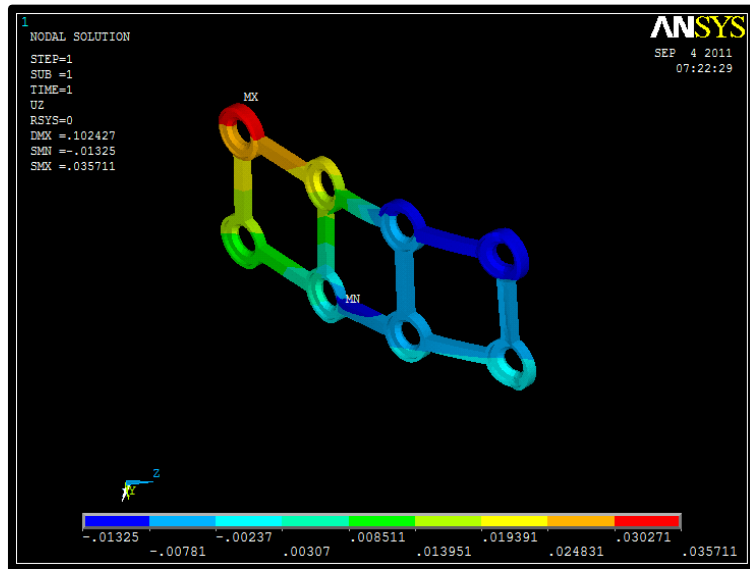 1
NODAL SOLUTION
STEP=1
SUB =1
TIME=1
UZ
RSYS=0
DMX =.102427
SMN =-.01325
SMX =.035711
ANSYS
SEP 4 2011
07:22:29
MX
MN
Z
Y
-.01325
-.00781
-.00237
.00307
.008511
.013951
.019391
.024831
.030271
.035711